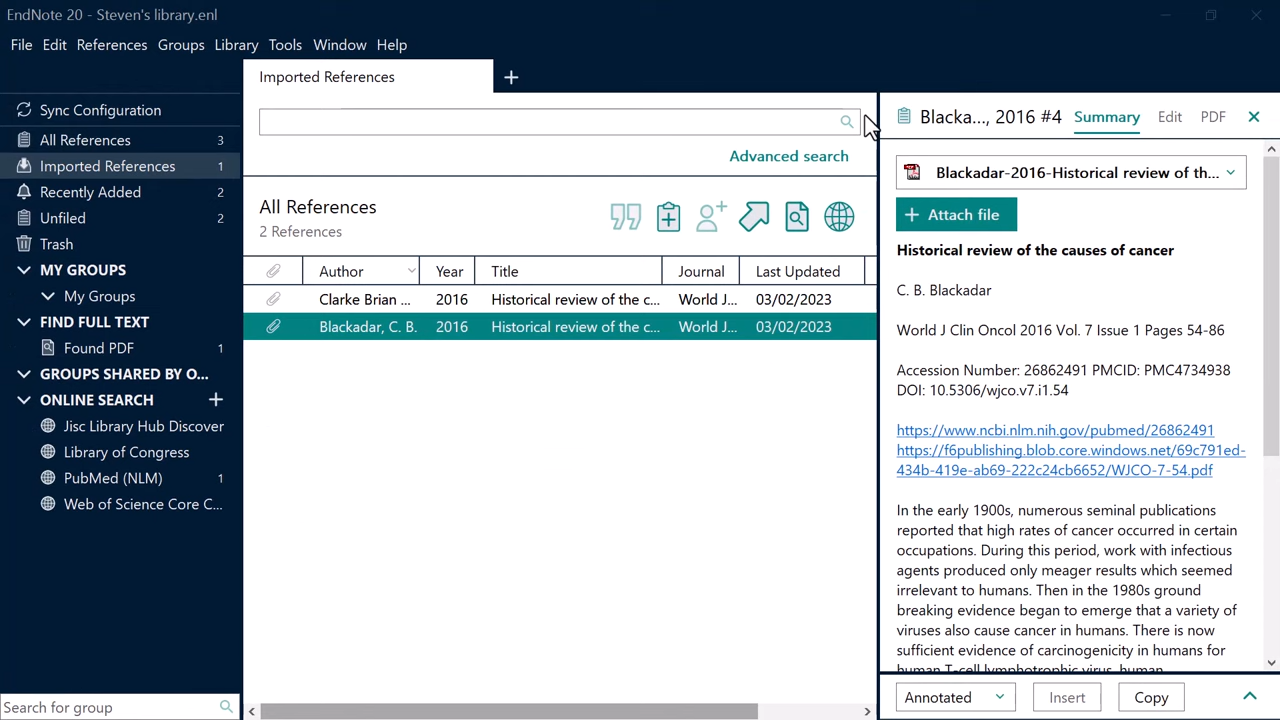 EndNote 20 - Steven's library.enl
File Edit References Groups Library Tools Window Help
Sync Configuration
All References 3
Imported References 1
Recently Added 2
Unfiled 2
Trash
MY GROUPS
My Groups
FIND FULL TEXT
Found PDF 1
GROUPS SHARED BY O...
ONLINE SEARCH +
Jisc Library Hub Discover
Library of Congress
PubMed (NLM) 1
Web of Science Core C...
Search for group
Imported References
Advanced search
All References
2 References
Author Year Title Journal Last Updated
Clarke Brian ... 2016 Historical review of the c... World J... 03/02/2023
Blackadar, C. B. 2016 Historical review of the c... World J... 03/02/2023
Blacka..., 2016 #4 Summary Edit PDF
Blackadar-2016-Historical review of th...
+ Attach file
Historical review of the causes of cancer
C. B. Blackadar
World J Clin Oncol 2016 Vol. 7 Issue 1 Pages 54-86
Accession Number: 26862491 PMCID: PMC4734938
DOI: 10.5306/wjco.v7.i1.54
https://www.ncbi.nlm.nih.gov/pubmed/26862491
https://f6publishing.blob.core.windows.net/69c791ed-
434b-419e-ab69-222c24cb6652/WJCO-7-54.pdf
In the early 1900s, numerous seminal publications
reported that high rates of cancer occurred in certain
occupations. During this period, work with infectious
agents produced only meager results which seemed
irrelevant to humans. Then in the 1980s ground
breaking evidence began to emerge that a variety of
viruses also cause cancer in humans. There is now
sufficient evidence of carcinogenicity in humans for
human T-cell lymphotrophic virus, human
Annotated Insert Copy